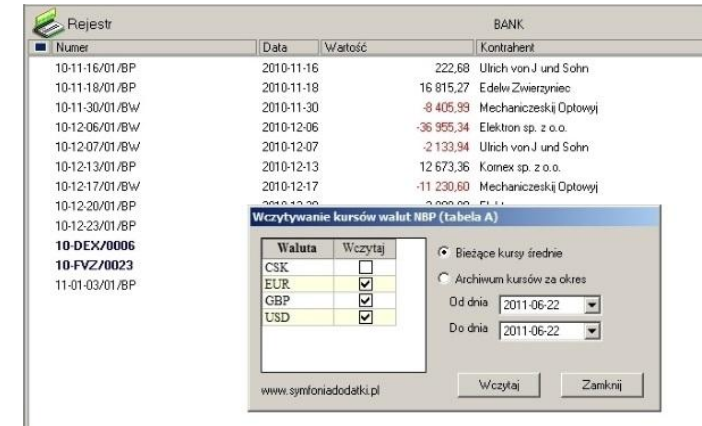 Rejestr BANK
Numer Data Wartość Kontrahent
10-11-16/01/BP 2010-11-16 222,68 Ulrich von J und Sohn
10-11-18/01/BP 2010-11-18 16 815,27 Edelw Zwierzyniec
10-11-30/01/BW 2010-11-30 -8 405,99 Mechaniczeskij Optowyj
10-12-06/01/BW 2010-12-06 -36 955,34 Elektron sp. z o.o.
10-12-07/01/BW 2010-12-07 -2 133,94 Ulrich von J und Sohn
10-12-13/01/BP 2010-12-13 12 673,36 Komex sp. z o.o.
10-12-17/01/BW 2010-12-17 -11 230,60 Mechaniczeskij Optowyj
10-12-20/01/BP
10-12-23/01/BP
10-DEX/0006
10-FVZ/0023
11-01-03/01/BP
Wczytywanie kursów walut NBP (tabela A)
Waluta Wczytaj
CSK
EUR
GBP
USD
Bieżące kursy średnie
Archiwum kursów za okres
Od dnia 2011-06-22
Do dnia 2011-06-22
www.symfoniadodatki.pl
Wczytaj Zamknij